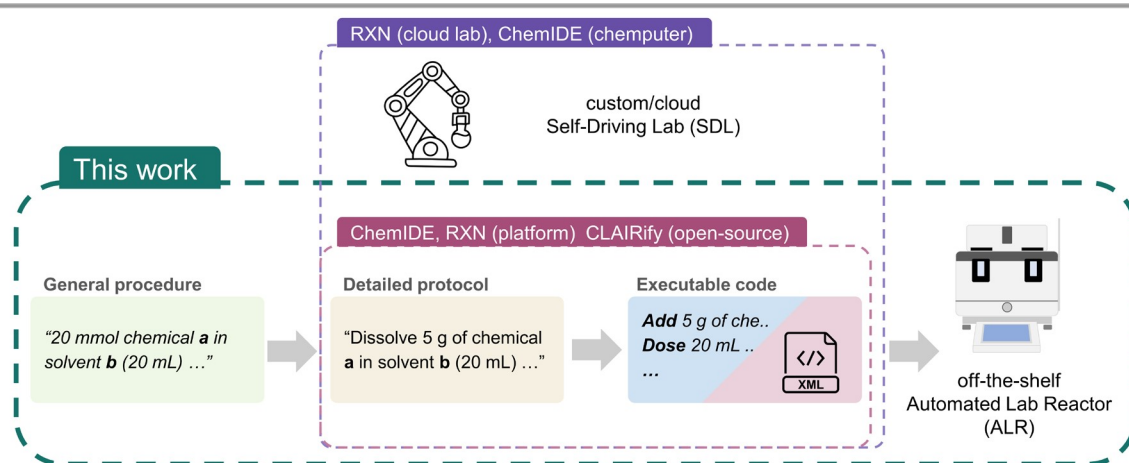 RXN (cloud lab), ChemIDE (chemputer)
custom/cloud
Self-Driving Lab (SDL)
This work
ChemIDE, RXN (platform) CLAIRify (open-source)
General procedure
“20 mmol chemical a in
solvent b (20 mL) …”
Detailed protocol
“Dissolve 5 g of chemical
a in solvent b (20 mL) …”
Executable code
Add 5 g of che..
Dose 20 mL ..
...
</>
XML
off-the-shelf
Automated Lab Reactor
(ALR)